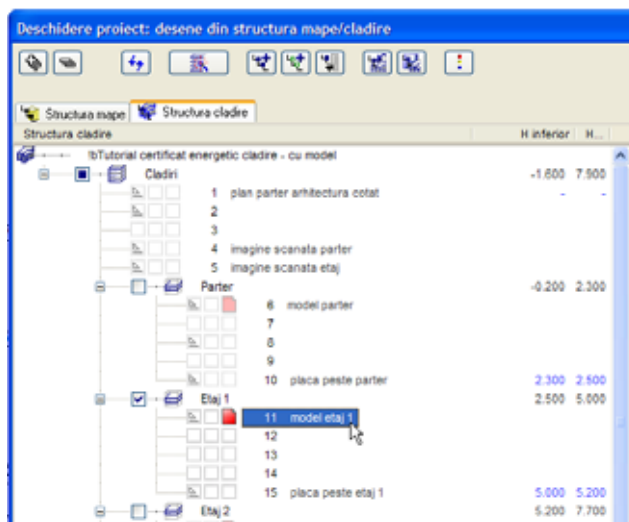 Deschidere proiect: desene din structura mape/cladire
Structura mape Structura cladire
Structura cladire H inferior H...
tbTutorial certificat energetic cladire - cu model
Cladiri -1.600 7.900
1 plan parter arhitectura cotat - -
2
3
4 imagine scanata parter
5 imagine scanata etaj
Parter -0.200 2.300
6 model parter
7
8
9
10 placa peste parter 2.300 2.500
Etaj 1 2.500 5.000
11 model etaj 1
12
13
14
15 placa peste etaj 1 5.000 5.200
Etaj 2 5.200 7.700